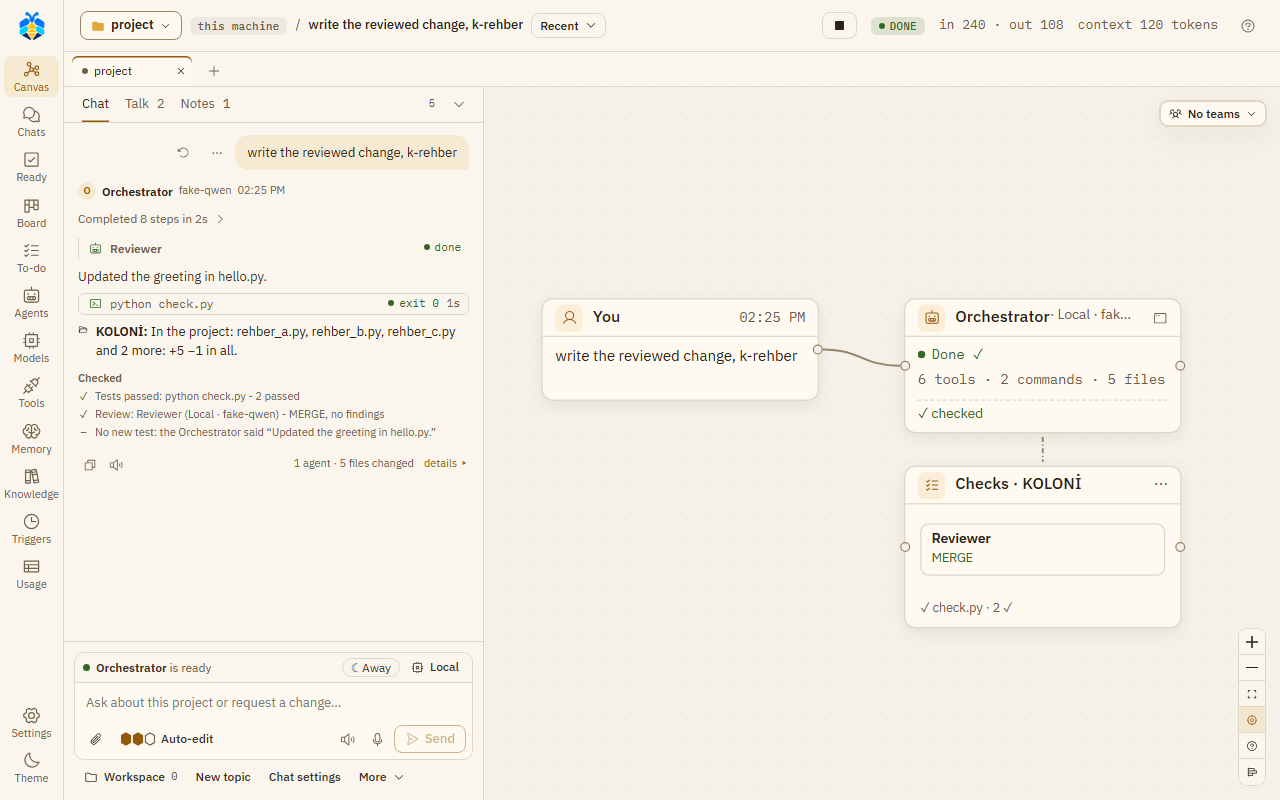 project
this machine
/
write the reviewed change, k-rehber
Recent
DONE
in 240 · out 108
context 120 tokens
Canvas
Chats
Ready
Board
To-do
Agents
Models
Tools
Memory
Knowledge
Triggers
Usage
Settings
Theme
project
Chat
Talk 2
Notes 1
5
write the reviewed change, k-rehber
O Orchestrator fake-qwen 02:25 PM
Completed 8 steps in 2s
Reviewer
done
Updated the greeting in hello.py.
python check.py
exit 0 1s
KOLONİ: In the project: rehber_a.py, rehber_b.py, rehber_c.py
and 2 more: +5 −1 in all.
Checked
✓ Tests passed: python check.py - 2 passed
✓ Review: Reviewer (Local · fake-qwen) - MERGE, no findings
– No new test: the Orchestrator said “Updated the greeting in hello.py.”
1 agent · 5 files changed
details
Orchestrator is ready
Away
Local
Ask about this project or request a change...
Auto-edit
Send
Workspace 0
New topic
Chat settings
More
No teams
You
02:25 PM
write the reviewed change, k-rehber
Orchestrator · Local · fak...
Done ✓
6 tools · 2 commands · 5 files
✓ checked
Checks · KOLONİ
Reviewer
MERGE
✓ check.py · 2 ✓